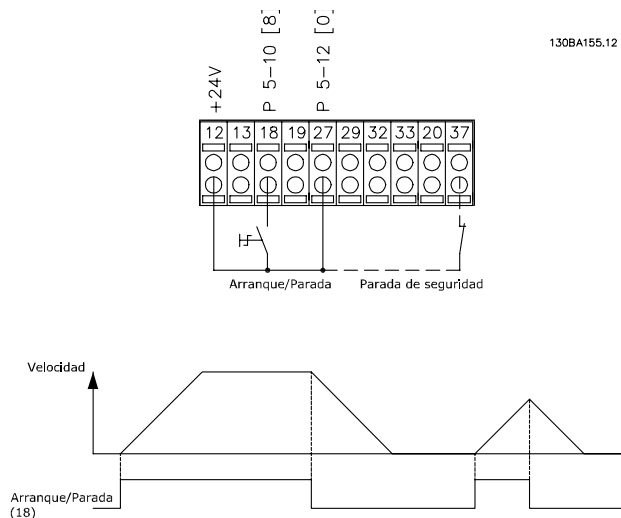 130BA155.12
+24V
P 5-10 [8]
P 5-12 [0]
12 13 18 19 27 29 32 33 20 37
Arranque/Parada Parada de seguridad
Velocidad
Arranque/Parada
(18)